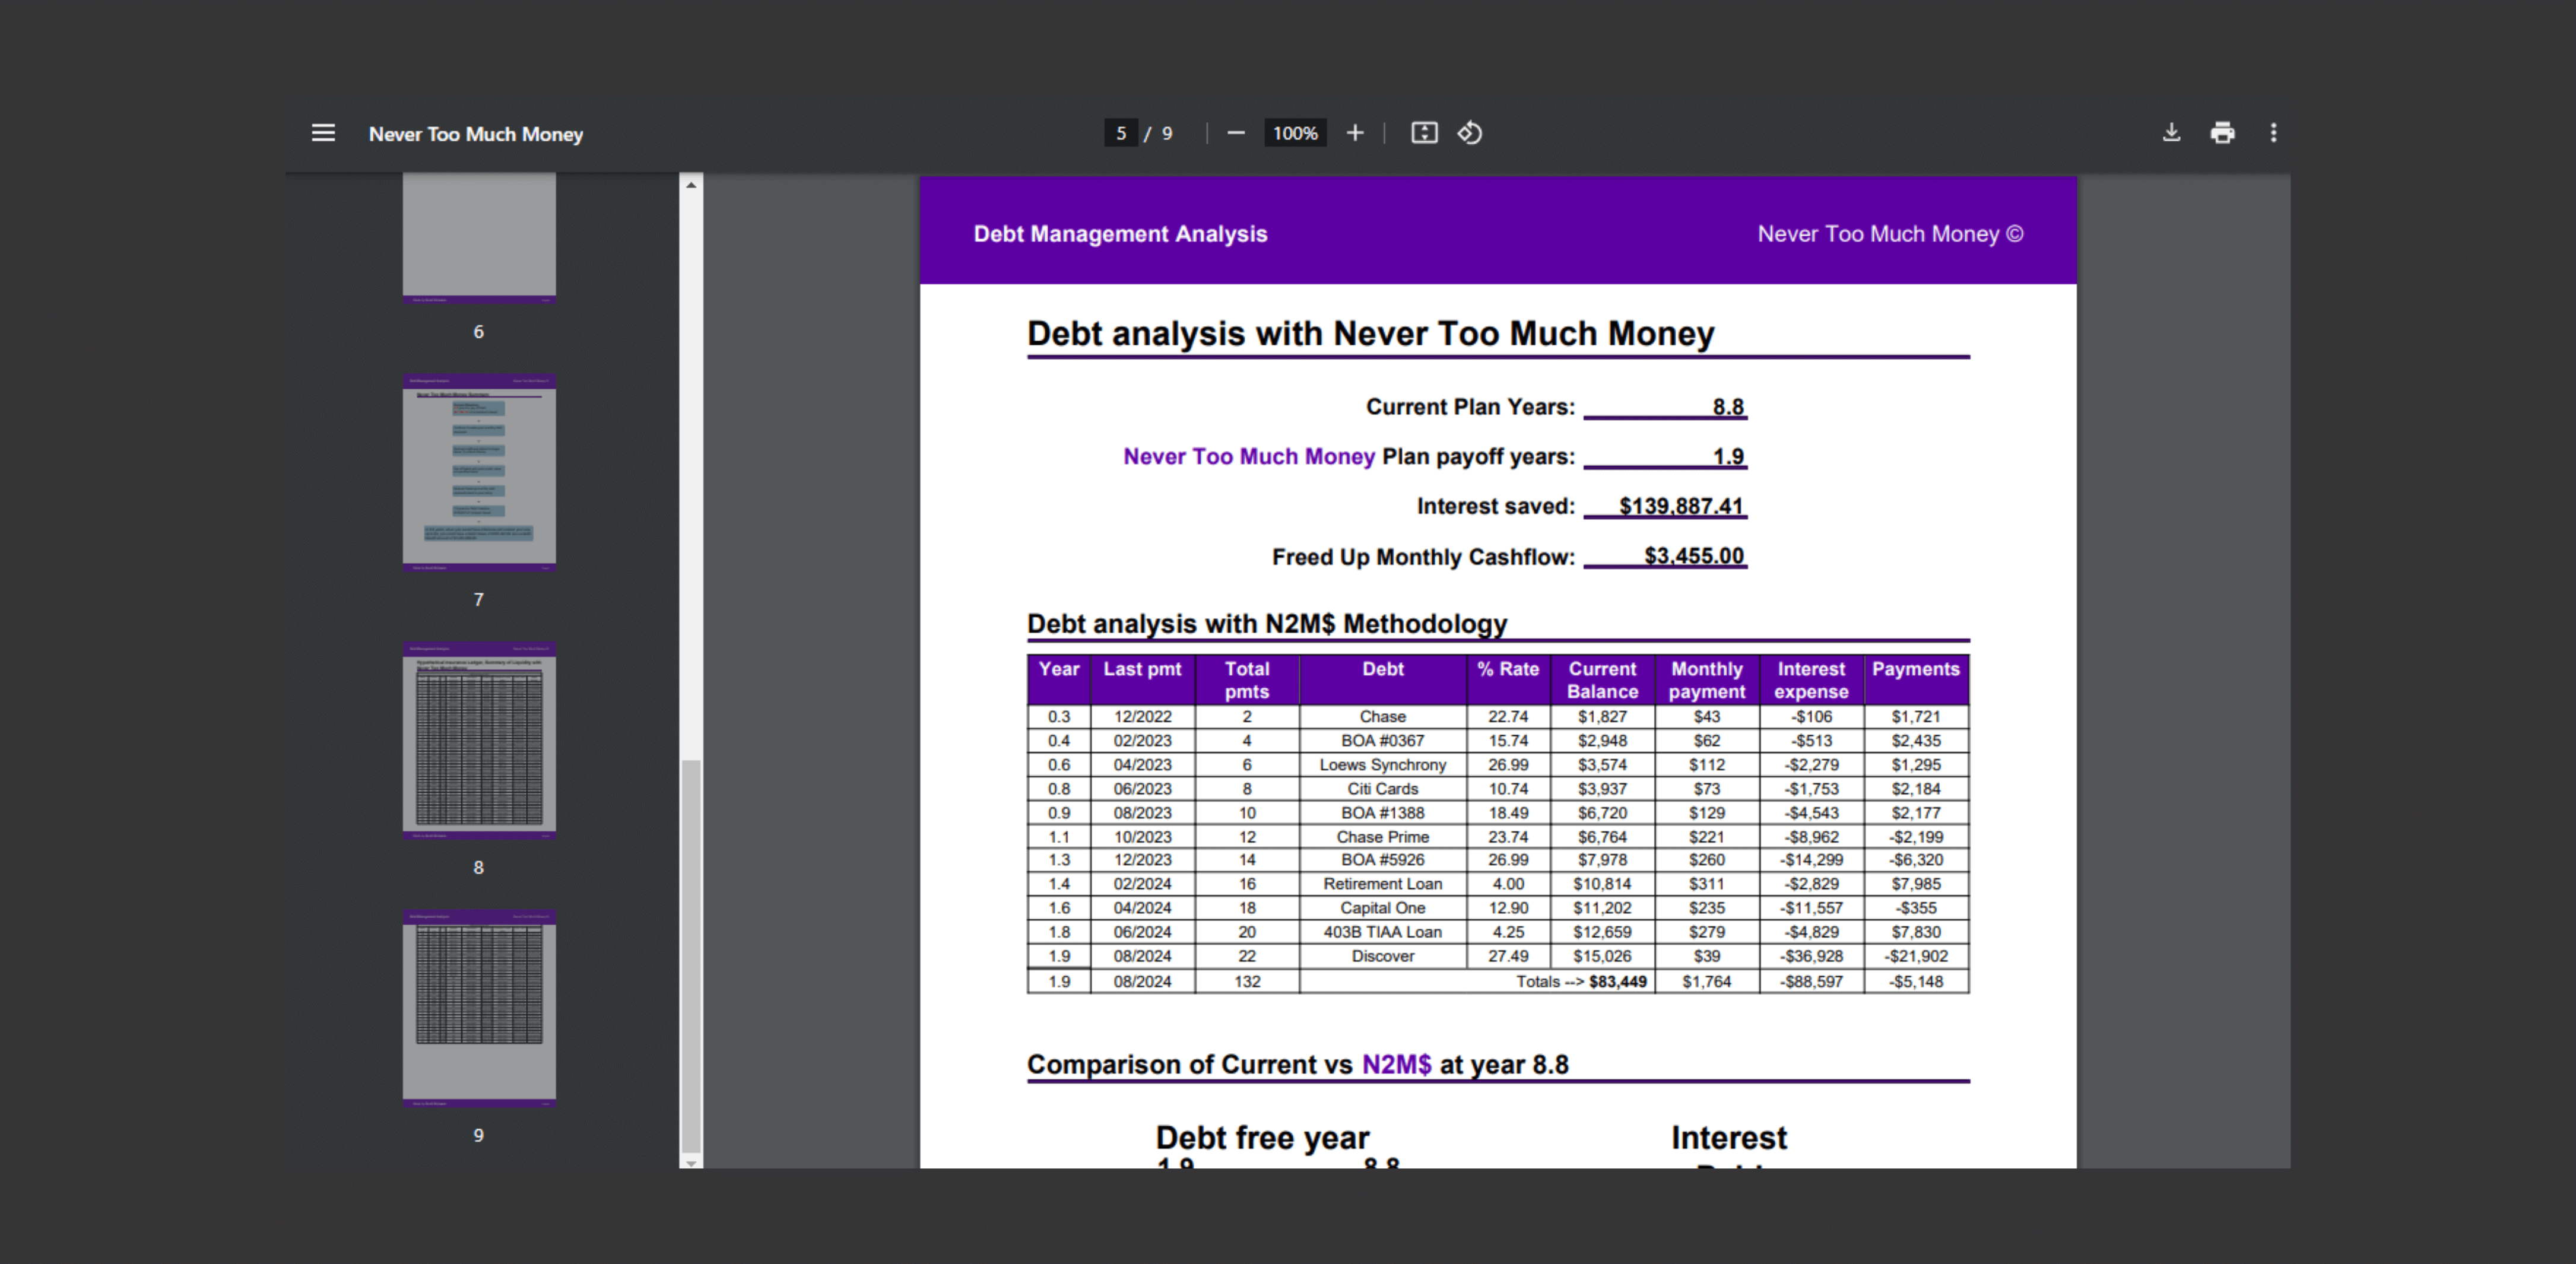 Never Too Much Money
5 / 9
100%
6
7
8
9
Debt Management Analysis
Never Too Much Money ©
Debt analysis with Never Too Much Money
Current Plan Years: 8.8
Never Too Much Money Plan payoff years: 1.9
Interest saved: $139,887.41
Freed Up Monthly Cashflow: $3,455.00
Debt analysis with N2M$ Methodology
Year Last pmt Total pmts Debt % Rate Current Balance Monthly payment Interest expense Payments
0.3 12/2022 2 Chase 22.74 $1,827 $43 -$106 $1,721
0.4 02/2023 4 BOA #0367 15.74 $2,948 $62 -$513 $2,435
0.6 04/2023 6 Loews Synchrony 26.99 $3,574 $112 -$2,279 $1,295
0.8 06/2023 8 Citi Cards 10.74 $3,937 $73 -$1,753 $2,184
0.9 08/2023 10 BOA #1388 18.49 $6,720 $129 -$4,543 $2,177
1.1 10/2023 12 Chase Prime 23.74 $6,764 $221 -$8,962 -$2,199
1.3 12/2023 14 BOA #5926 26.99 $7,978 $260 -$14,299 -$6,320
1.4 02/2024 16 Retirement Loan 4.00 $10,814 $311 -$2,829 $7,985
1.6 04/2024 18 Capital One 12.90 $11,202 $235 -$11,557 -$355
1.8 06/2024 20 403B TIAA Loan 4.25 $12,659 $279 -$4,829 $7,830
1.9 08/2024 22 Discover 27.49 $15,026 $39 -$36,928 -$21,902
1.9 08/2024 132 Totals --> $83,449 $1,764 -$88,597 -$5,148
Comparison of Current vs N2M$ at year 8.8
Debt free year
Interest
1.9 8.8